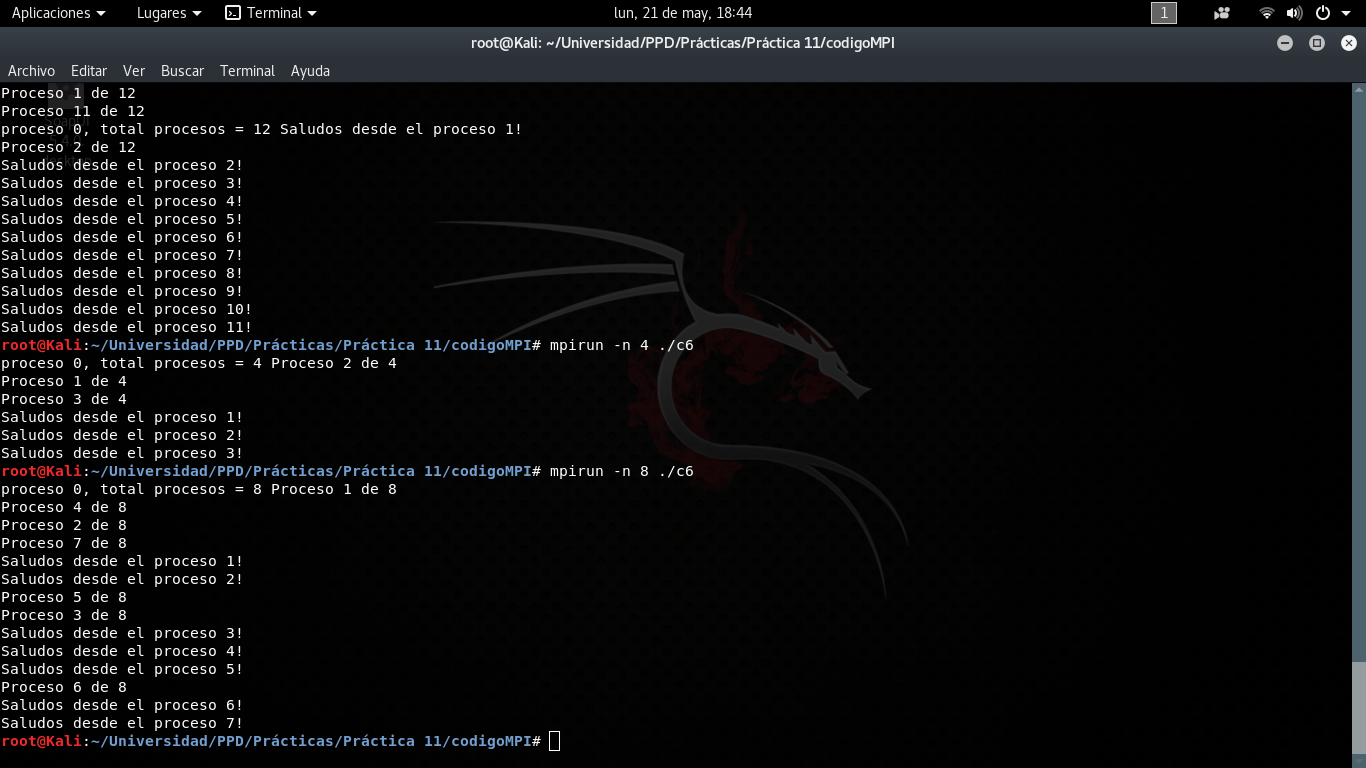 Aplicaciones Lugares Terminal lun, 21 de may, 18:44 1
root@Kali: ~/Universidad/PPD/Prácticas/Práctica 11/codigoMPI
Archivo Editar Ver Buscar Terminal Ayuda
Proceso 1 de 12
Proceso 11 de 12
proceso 0, total procesos = 12 Saludos desde el proceso 1!
Proceso 2 de 12
Saludos desde el proceso 2!
Saludos desde el proceso 3!
Saludos desde el proceso 4!
Saludos desde el proceso 5!
Saludos desde el proceso 6!
Saludos desde el proceso 7!
Saludos desde el proceso 8!
Saludos desde el proceso 9!
Saludos desde el proceso 10!
Saludos desde el proceso 11!
root@Kali:~/Universidad/PPD/Prácticas/Práctica 11/codigoMPI# mpirun -n 4 ./c6
proceso 0, total procesos = 4 Proceso 2 de 4
Proceso 1 de 4
Proceso 3 de 4
Saludos desde el proceso 1!
Saludos desde el proceso 2!
Saludos desde el proceso 3!
root@Kali:~/Universidad/PPD/Prácticas/Práctica 11/codigoMPI# mpirun -n 8 ./c6
proceso 0, total procesos = 8 Proceso 1 de 8
Proceso 4 de 8
Proceso 2 de 8
Proceso 7 de 8
Saludos desde el proceso 1!
Saludos desde el proceso 2!
Proceso 5 de 8
Proceso 3 de 8
Saludos desde el proceso 3!
Saludos desde el proceso 4!
Saludos desde el proceso 5!
Proceso 6 de 8
Saludos desde el proceso 6!
Saludos desde el proceso 7!
root@Kali:~/Universidad/PPD/Prácticas/Práctica 11/codigoMPI#